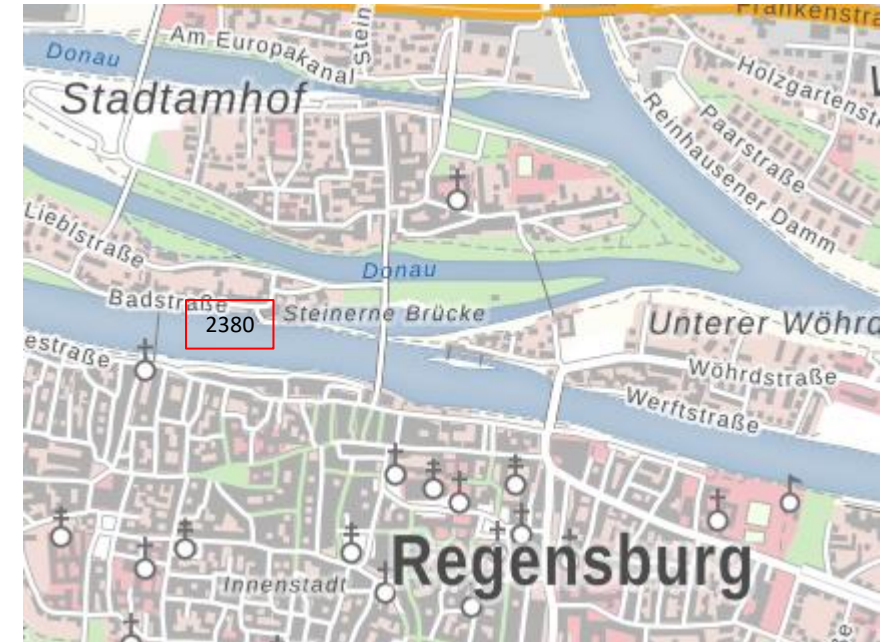 Frankenstra
Donau
Am Europakanal
Stein
Stadtamhof
Holzgartenst
V
Paarstraße
Reinhausener Damm
Lieblstraße
Donau
Badstraße
2380
Steinerne Brücke
Unterer Wöhrd
estraße
Wöhrdstraße
Werftstraße
Regensburg
Innenstadt